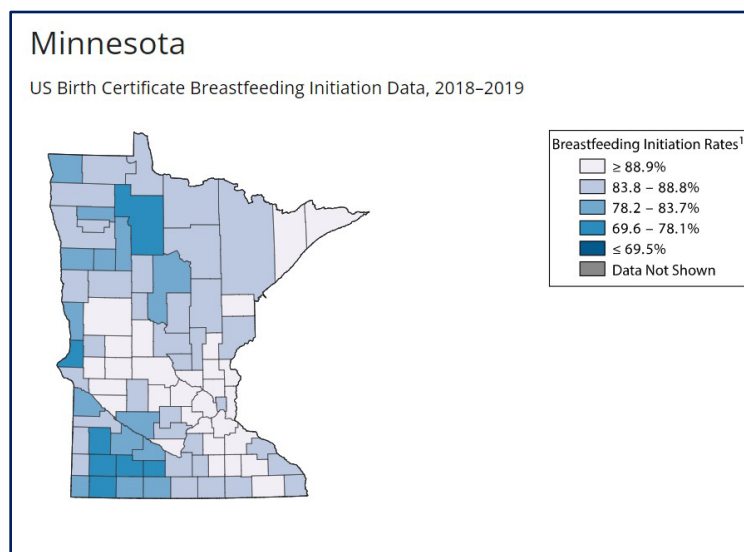 Minnesota
US Birth Certificate Breastfeeding Initiation Data, 2018–2019
Breastfeeding Initiation Rates¹
≥ 88.9%
83.8 – 88.8%
78.2 – 83.7%
69.6 – 78.1%
≤ 69.5%
Data Not Shown